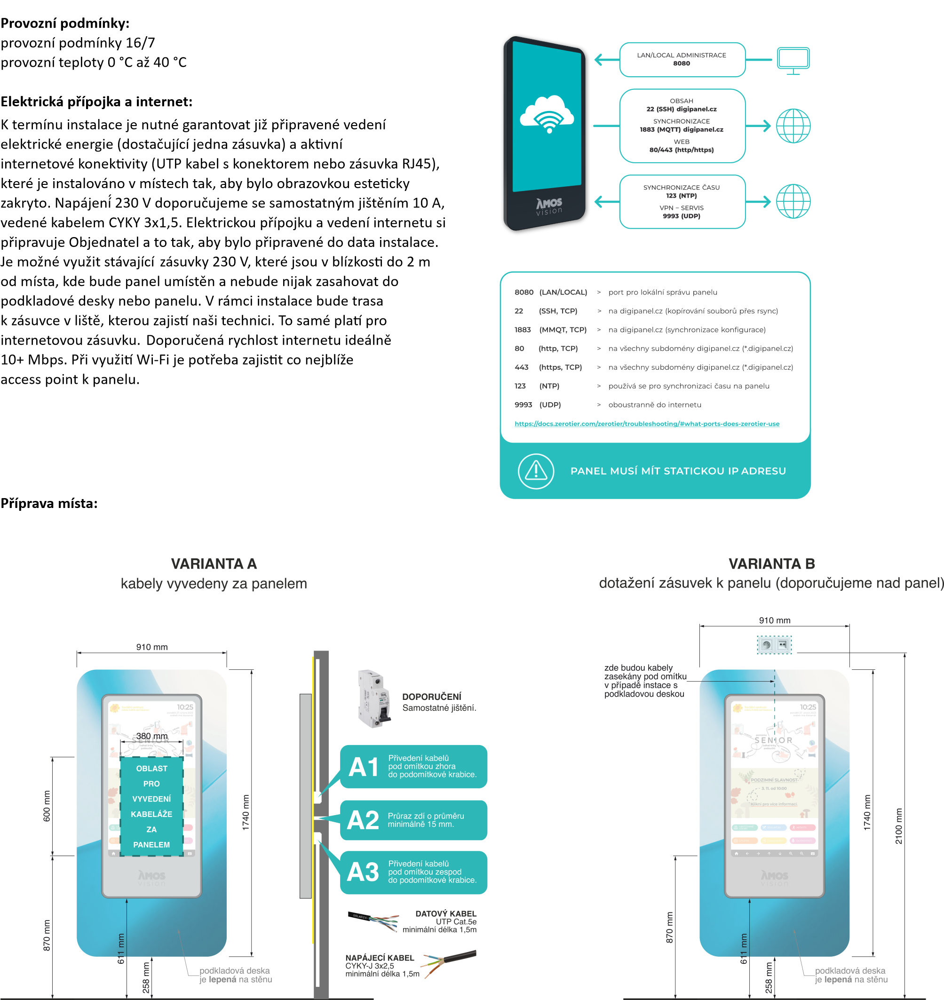 Provozní podmínky:
provozní podmínky 16/7
provozní teploty 0 °C až 40 °C
Elektrická přípojka a internet:
K termínu instalace je nutné garantovat již připravené vedení
elektrické energie (dostačující jedna zásuvka) a aktivní
internetové konektivity (UTP kabel s konektorem nebo zásuvka RJ45),
které je instalováno v místech tak, aby bylo obrazovkou esteticky
zakryto. Napájení 230 V doporučujeme se samostatným jištěním 10 A,
vedené kabelem CYKY 3x1,5. Elektrickou přípojku a vedení internetu si
připravuje Objednatel a to tak, aby bylo připravené do data instalace.
Je možné využit stávající zásuvky 230 V, které jsou v blízkosti do 2 m
od místa, kde bude panel umístěn a nebude nijak zasahovat do
podkladové desky nebo panelu. V rámci instalace bude trasa
k zásuvce v liště, kterou zajistí naši technici. To samé platí pro
internetovou zásuvku. Doporučená rychlost internetu ideálně
10+ Mbps. Při využití Wi-Fi je potřeba zajistit co nejblíže
access point k panelu.
ÀMOS
vision
LAN/LOCAL ADMINISTRACE
8080
OBSAH
22 (SSH) digipanel.cz
SYNCHRONIZACE
1883 (MQTT) digipanel.cz
WEB
80/443 (http/https)
SYNCHRONIZACE ČASU
123 (NTP)
VPN – SERVIS
9993 (UDP)
8080 (LAN/LOCAL) > port pro lokální správu panelu
22 (SSH, TCP) > na digipanel.cz (kopírování souborů přes rsync)
1883 (MMQT, TCP) > na digipanel.cz (synchronizace konfigurace)
80 (http, TCP) > na všechny subdomény digipanel.cz (*.digipanel.cz)
443 (https, TCP) > na všechny subdomény digipanel.cz (*.digipanel.cz)
123 (NTP) > používá se pro synchronizaci času na panelu
9993 (UDP) > oboustranně do internetu
https://docs.zerotier.com/zerotier/troubleshooting/#what-ports-does-zerotier-use
PANEL MUSÍ MÍT STATICKOU IP ADRESU
Příprava místa:
VARIANTA A
kabely vyvedeny za panelem
910 mm
10:25
SENIOR
380 mm
OBLAST
PRO
VYVEDENÍ
KABELÁŽE
ZA
PANELEM
600 mm
870 mm
1740 mm
611 mm
258 mm
ÀMOS
vision
podkladová deska
je lepená na stěnu
DOPORUČENÍ
Samostatné jištění.
A1
Přivedení kabelů
pod omítkou zhora
do podomítkové krabice.
A2
Průraz zdí o průměru
minimálně 15 mm.
A3
Přivedení kabelů
pod omítkou zespod
do podomítkové krabice.
SOLARIX
DATOVÝ KABEL
UTP Cat.5e
minimální délka 1,5m
NAPÁJECÍ KABEL
CYKY-J 3x2,5
minimální délka 1,5m
VARIANTA B
dotažení zásuvek k panelu (doporučujeme nad panel)
910 mm
zde budou kabely
zasekány pod omítku
v případě instace s
podkladovou deskou
10:25
SENIOR
PODZIMNÍ SLAVNOST
3. 11. od 10:00
Klikni pro více informací.
ÀMOS
vision
1740 mm
2100 mm
870 mm
611 mm
258 mm
podkladová deska
je lepená na stěnu